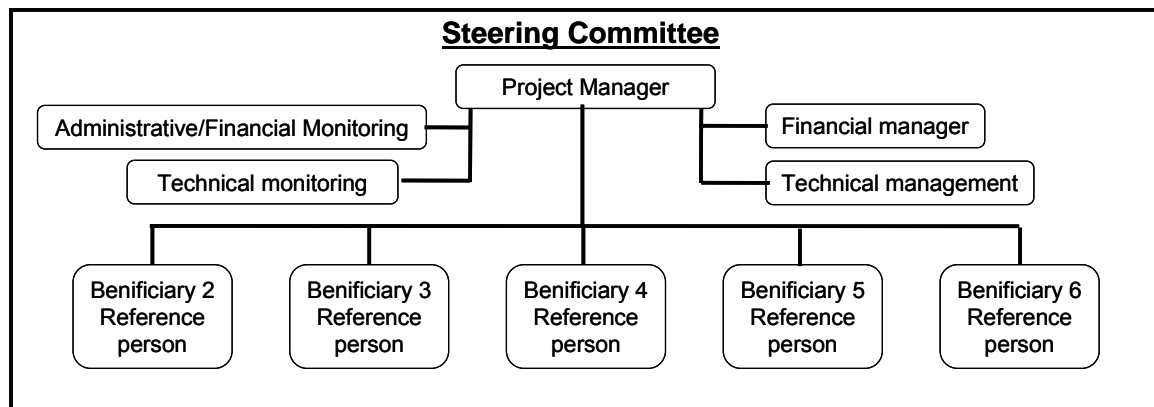 Steering Committee
Project Manager
Administrative/Financial Monitoring
Financial manager
Technical monitoring
Technical management
Benificiary 2
Reference
person
Benificiary 3
Reference
person
Benificiary 4
Reference
person
Benificiary 5
Reference
person
Benificiary 6
Reference
person